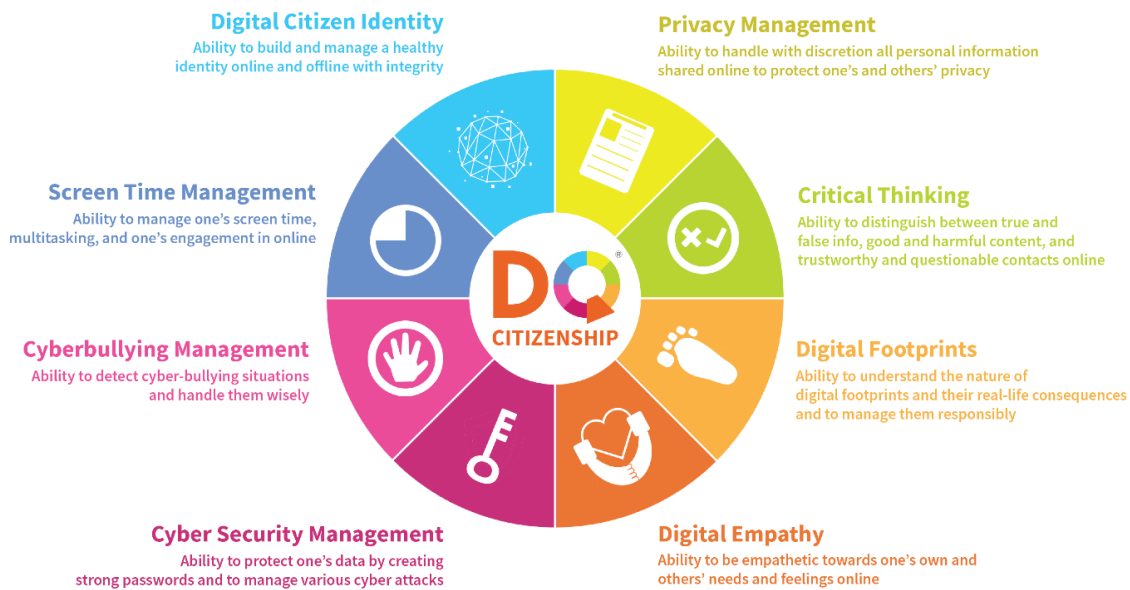 Digital Citizen Identity
Ability to build and manage a healthy
identity online and offline with integrity
Privacy Management
Ability to handle with discretion all personal information
shared online to protect one's and others' privacy
Screen Time Management
Ability to manage one's screen time,
multitasking, and one's engagement in online
Critical Thinking
Ability to distinguish between true and
false info, good and harmful content, and
trustworthy and questionable contacts online
DQ®
CITIZENSHIP
Cyberbullying Management
Ability to detect cyber-bullying situations
and handle them wisely
Digital Footprints
Ability to understand the nature of
digital footprints and their real-life consequences
and to manage them responsibly
Cyber Security Management
Ability to protect one's data by creating
strong passwords and to manage various cyber attacks
Digital Empathy
Ability to be empathetic towards one's own and
others' needs and feelings online